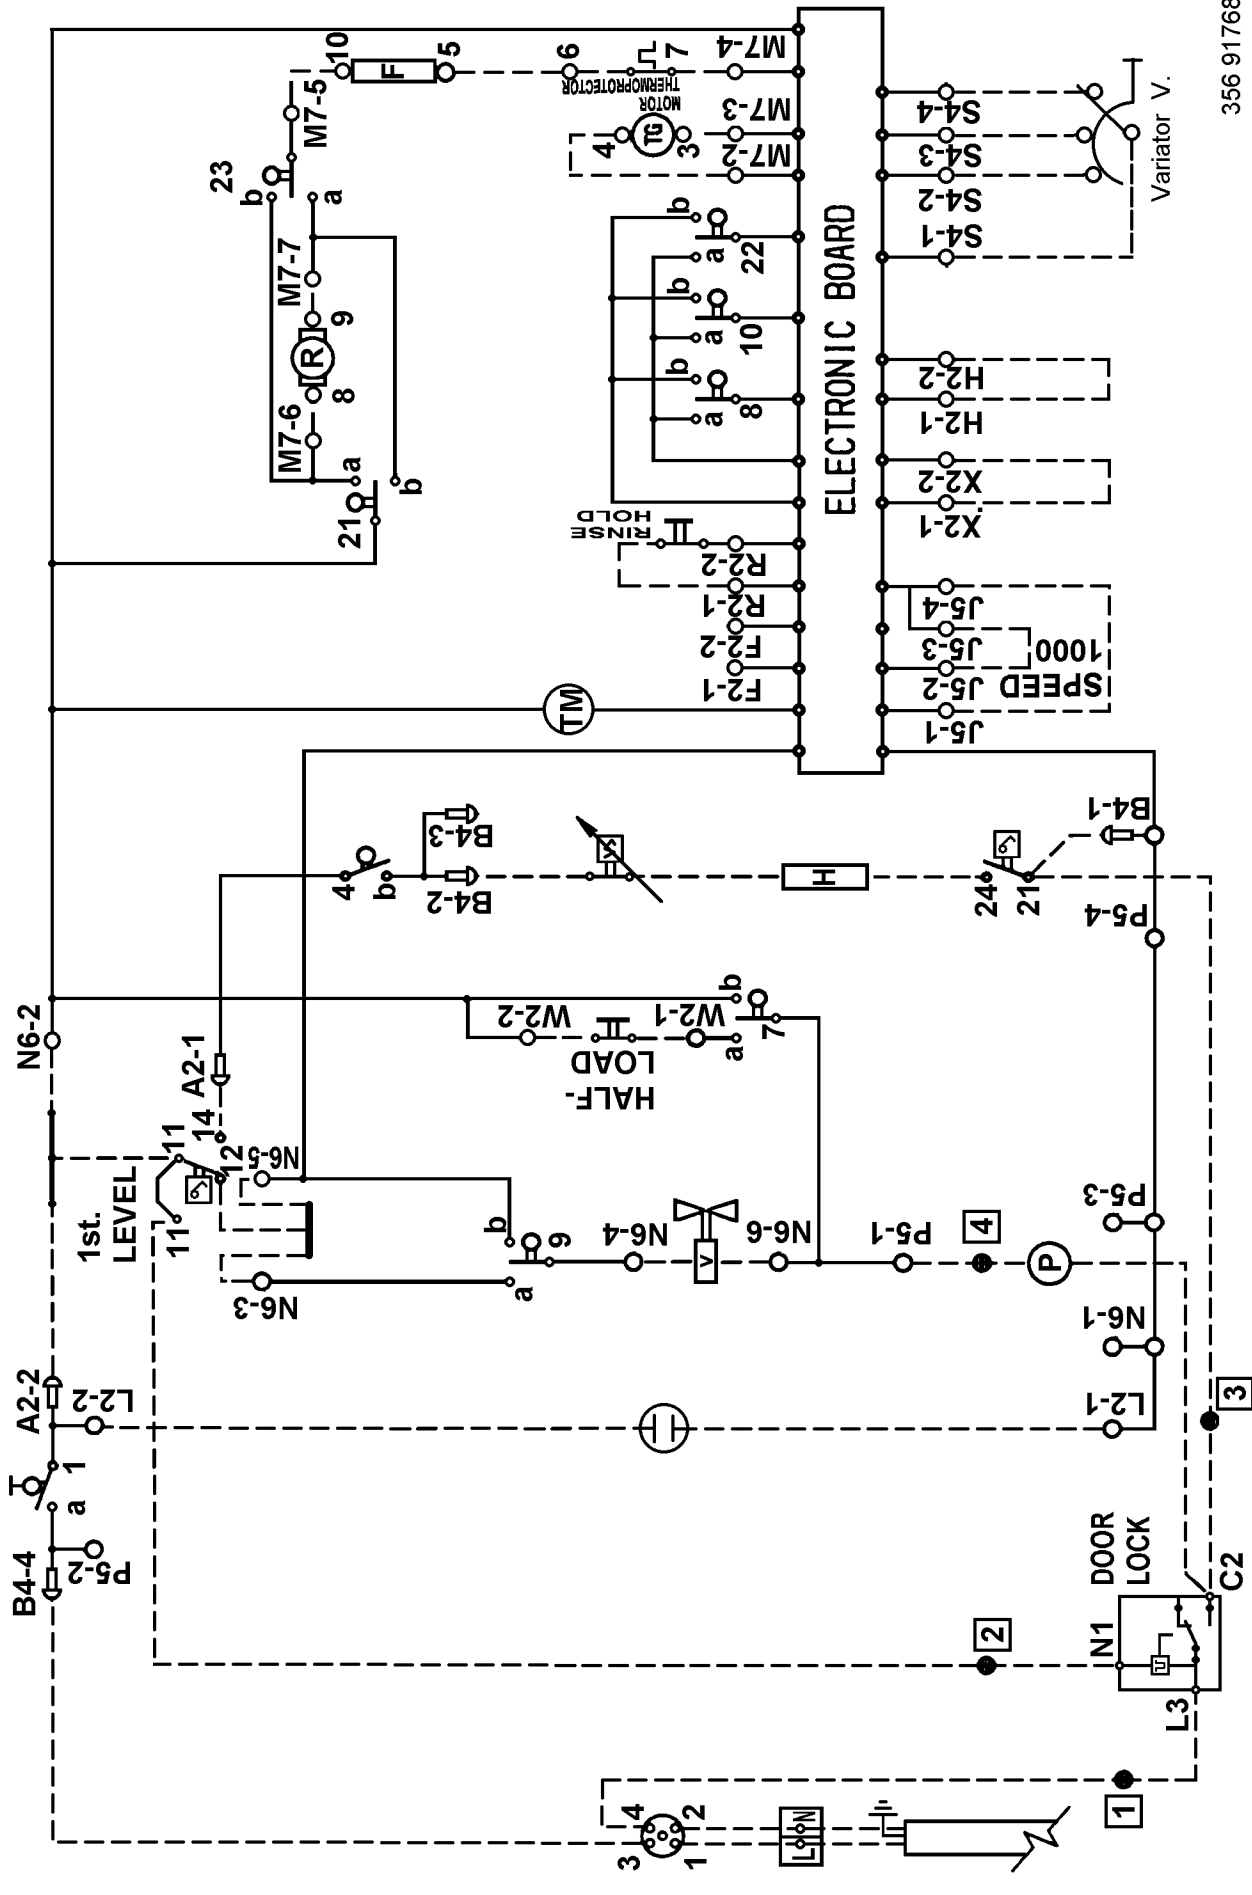 356 91768
M7-4
10
F
5
6
7
THERMOPROTECTOR
MOTOR
M7-5
23
b
a
M7-3
TG
4
3
M7-2
S4-4
S4-3
S4-2
S4-1
Variator V.
M7-7
9
R
8
M7-6
a
b
21
b
a
22
b
a
10
b
a
8
ELECTRONIC BOARD
H2-2
H2-1
X2-2
X2-1
RINSE
HOLD
R2-2
R2-1
F2-2
F2-1
TM
J5-4
J5-3
J5-2
J5-1
1000
SPEED
B4-3
B4-2
4
b
H
24
21
B4-1
P5-4
N6-2
A2-1
14
11
12
N6-5
1st.
LEVEL
11
W2-2
W2-1
HALF-
LOAD
b
a
7
b
a
9
N6-3
N6-4
V
N6-6
P5-1
4
P
P5-3
N6-1
A2-2
L2-2
L2-1
3
1
a
B4-4
P5-2
DOOR
LOCK
C2
N1
L3
2
1
3
4
1
2
L
N